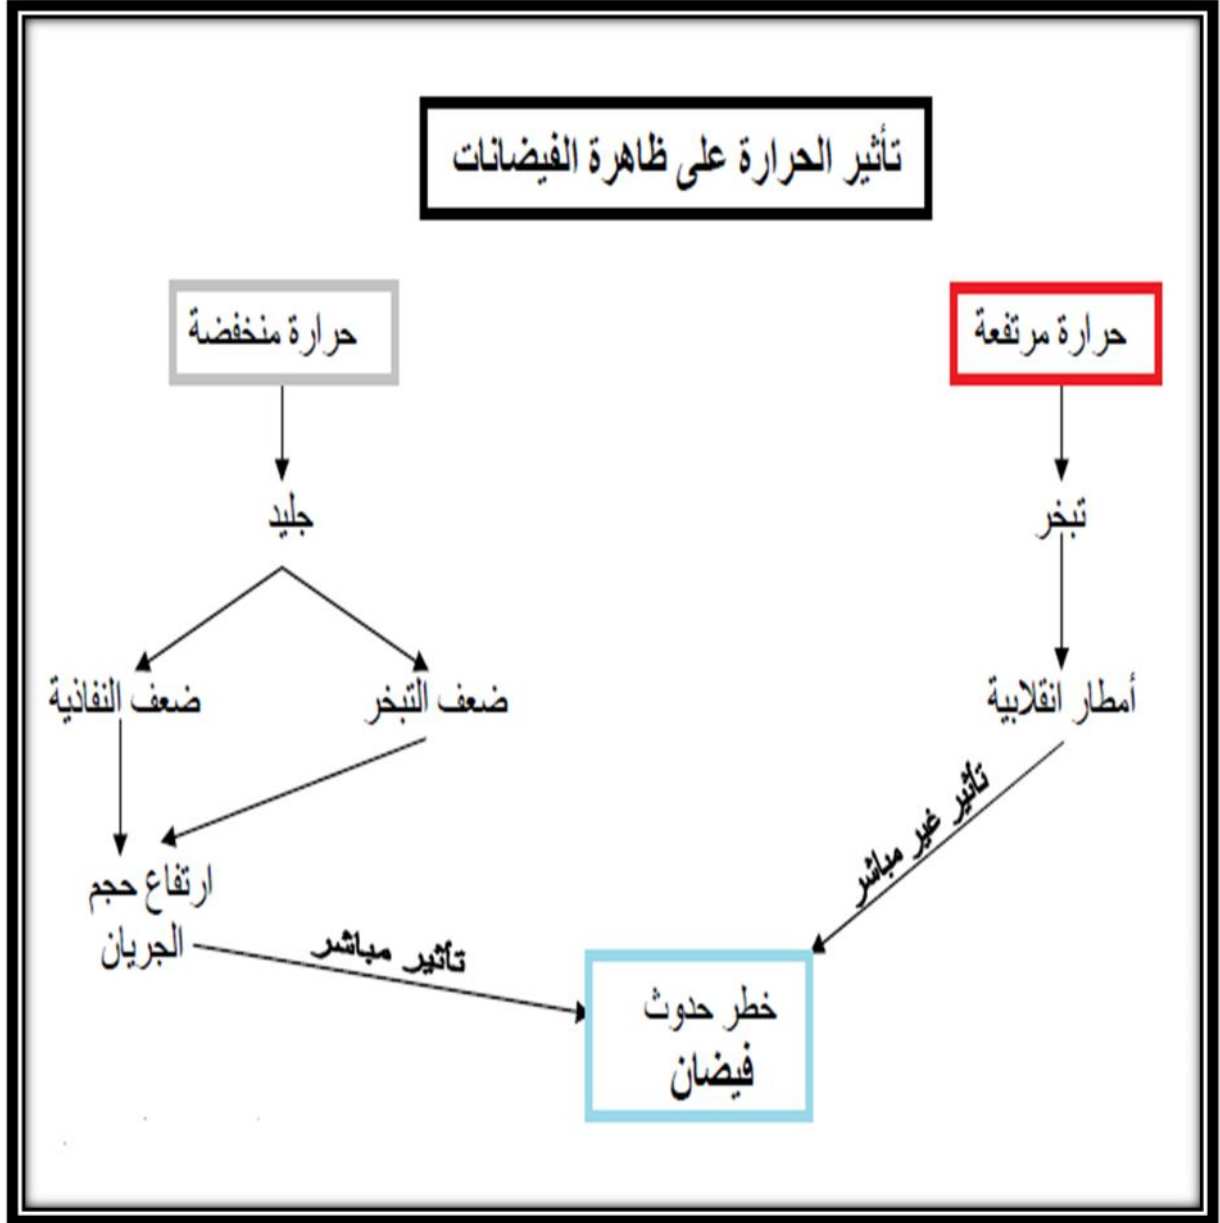 تأثير الحرارة على ظاهرة الفيضانات
حرارة مرتفعة
حرارة منخفضة
تبخر
جليد
أمطار انقلابية
ضعف التبخر
ضعف النفاذية
تأثير غير مباشر
ارتفاع حجم
الجريان
تأثير مباشر
خطر حدوث
فيضان